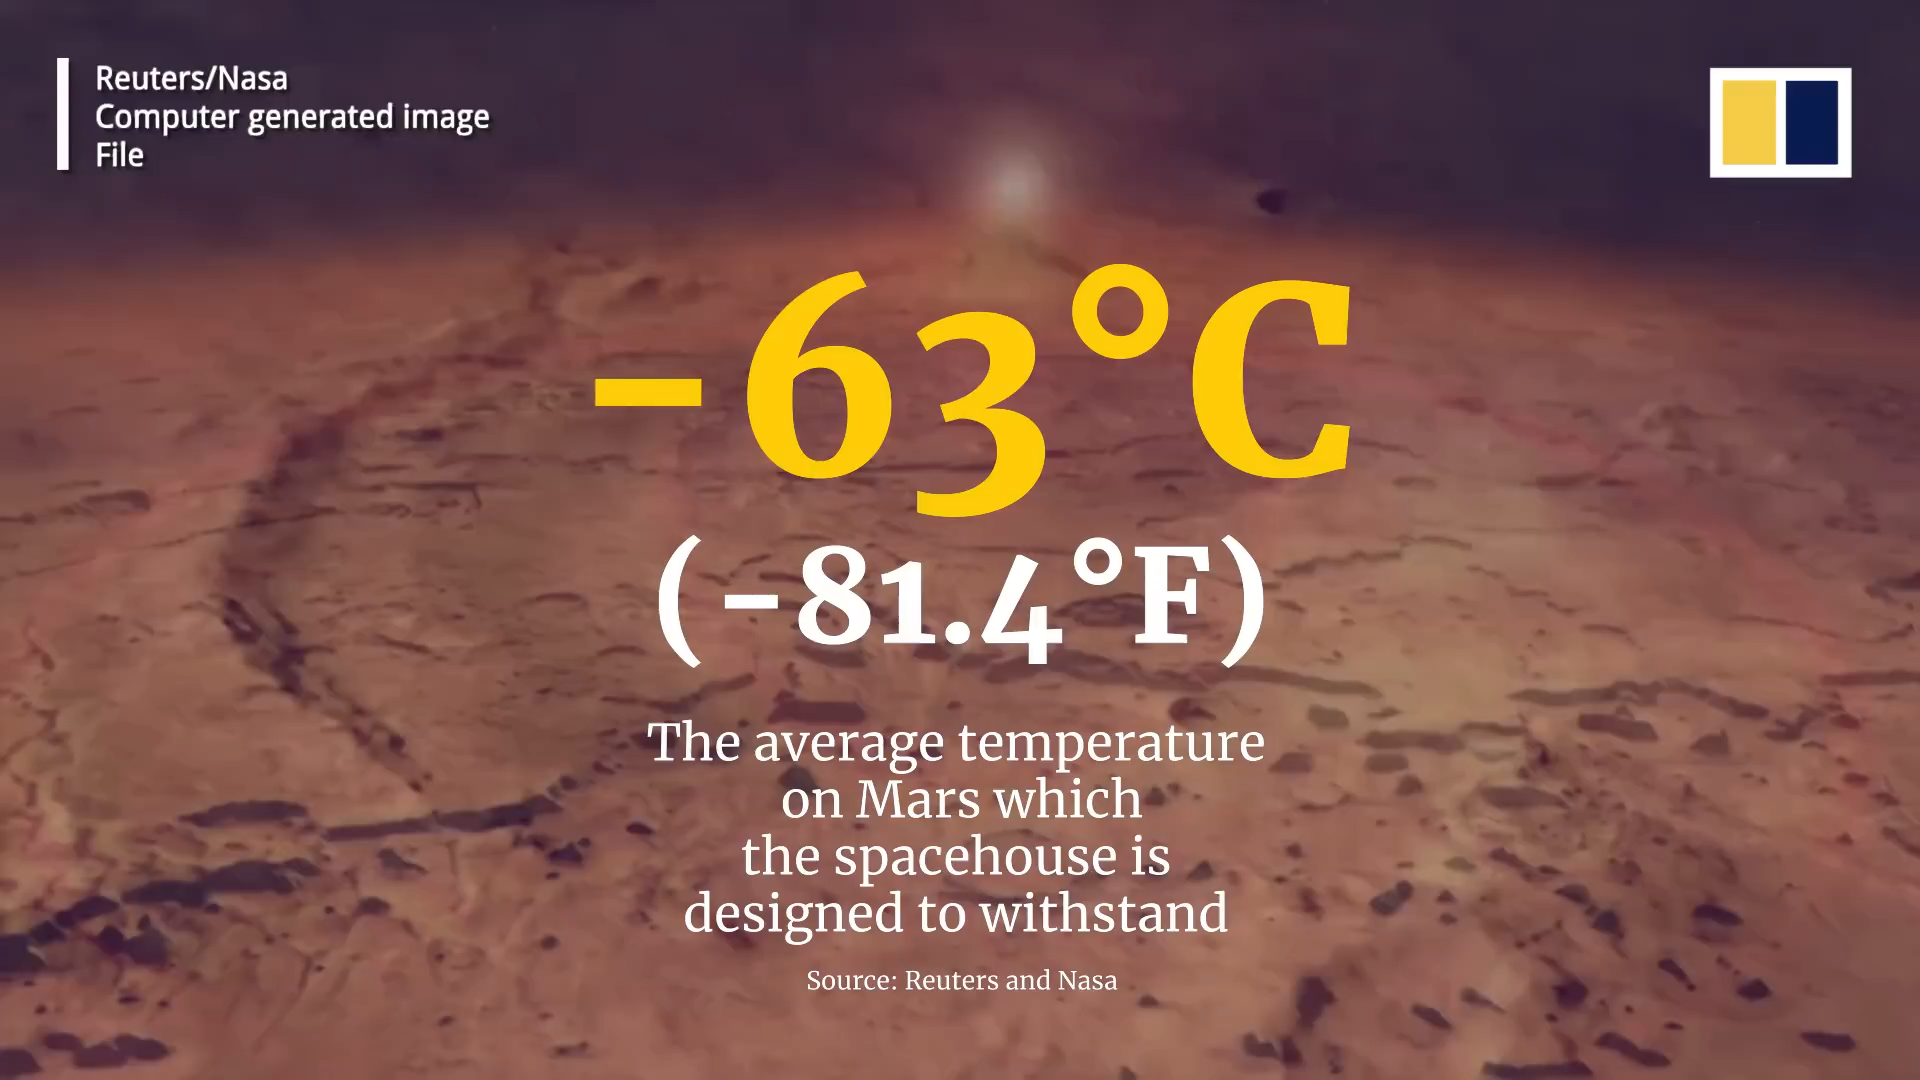 Reuters/Nasa
Computer generated image
File
-63°C
(-81.4°F)
The average temperature
on Mars which
the spacehouse is
designed to withstand
Source: Reuters and Nasa